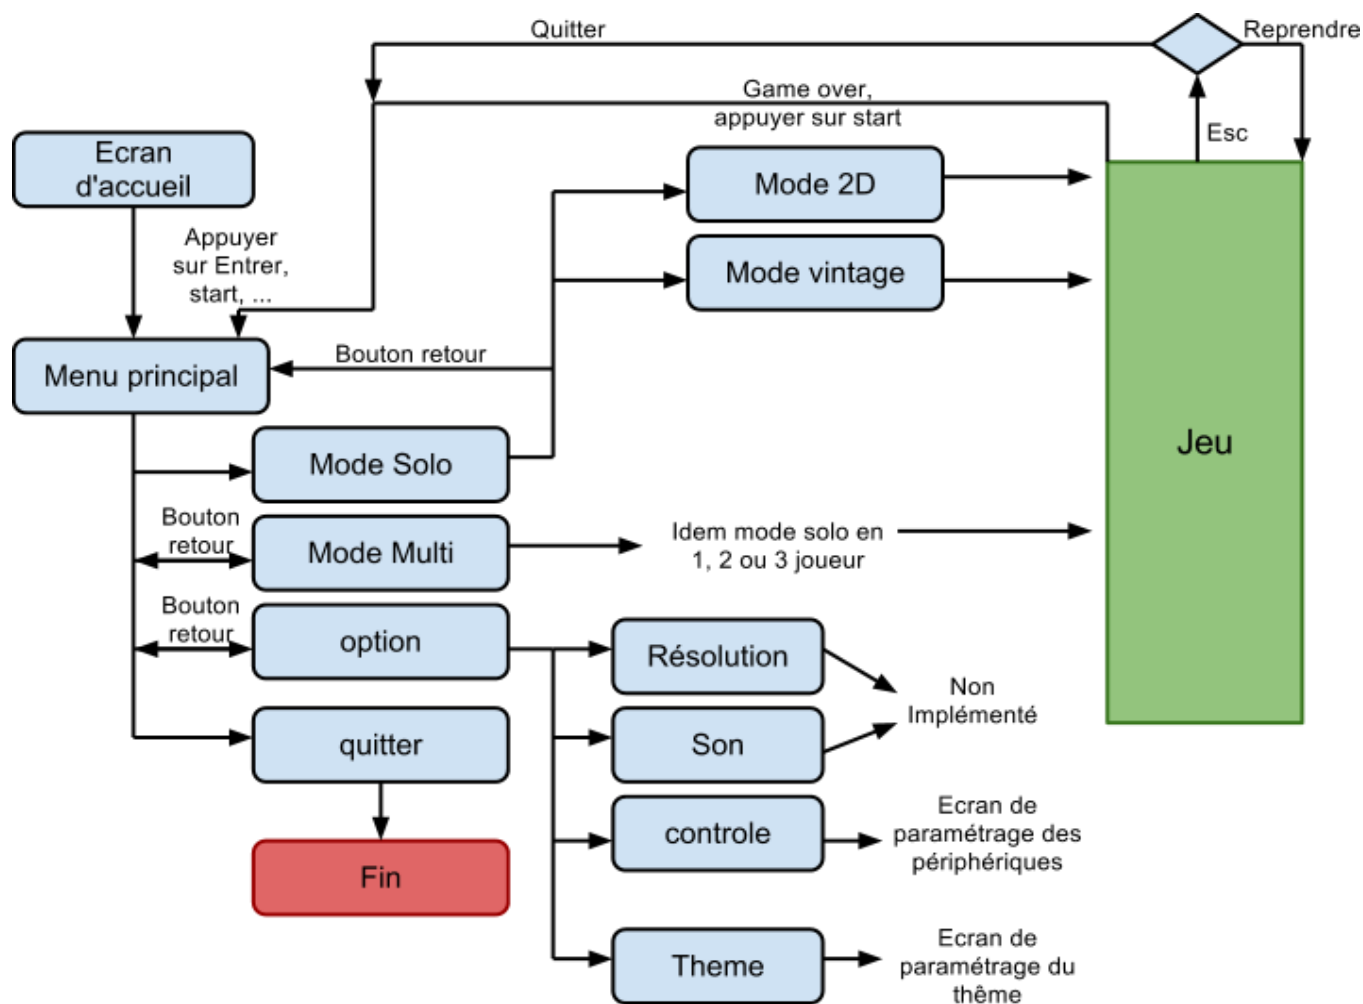 Quitter
Reprendre
Game over,
appuyer sur start
Esc
Ecran
d'accueil
Mode 2D
Appuyer
sur Entrer,
start, ...
Mode vintage
Bouton retour
Menu principal
Jeu
Mode Solo
Bouton
retour
Mode Multi
Idem mode solo en
1, 2 ou 3 joueur
Bouton
retour
option
Résolution
Non
Implémenté
quitter
Son
controle
Ecran de
paramétrage des
périphériques
Fin
Theme
Ecran de
paramétrage du
thême